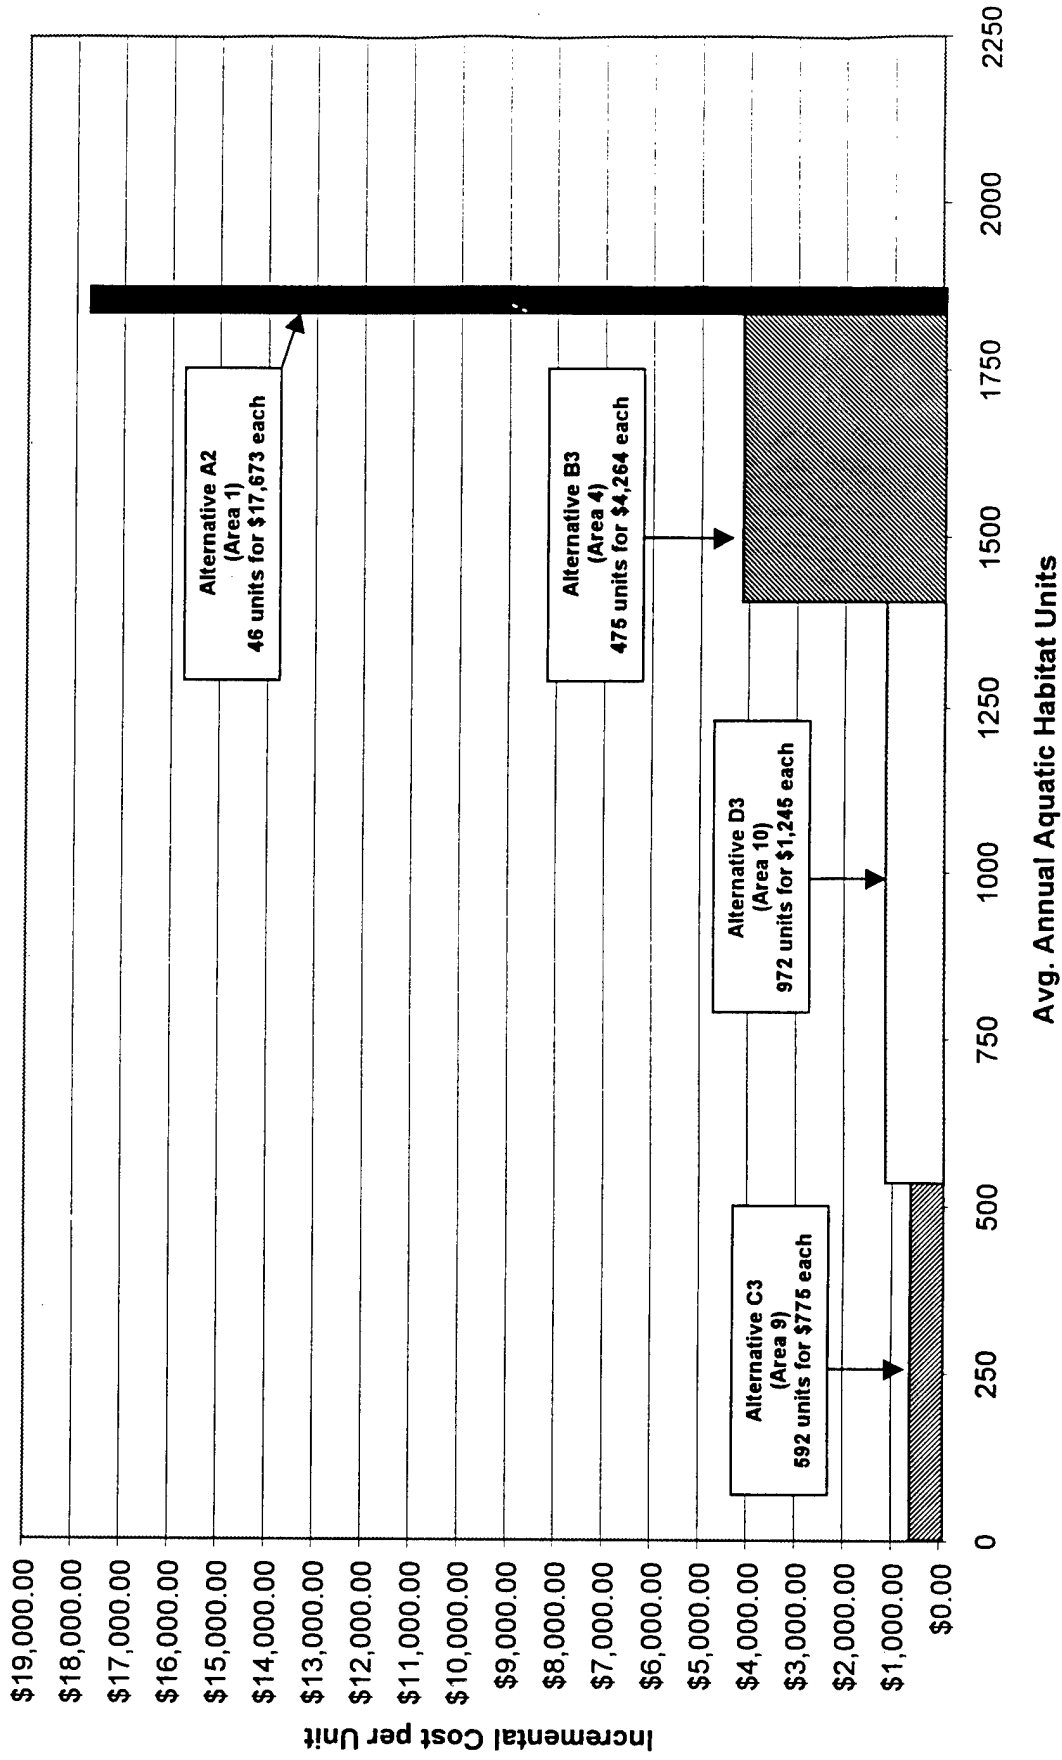 Incremental Cost per Unit
$19,000.00
$18,000.00
$17,000.00
$16,000.00
$15,000.00
$14,000.00
$13,000.00
$12,000.00
$11,000.00
$10,000.00
$9,000.00
$8,000.00
$7,000.00
$6,000.00
$5,000.00
$4,000.00
$3,000.00
$2,000.00
$1,000.00
$0.00
Alternative A2
(Area 1)
46 units for $17,673 each
Alternative B3
(Area 4)
475 units for $4,264 each
Alternative D3
(Area 10)
972 units for $1,245 each
Alternative C3
(Area 9)
592 units for $775 each
0
250
500
750
1000
1250
1500
1750
2000
2250
Avg. Annual Aquatic Habitat Units